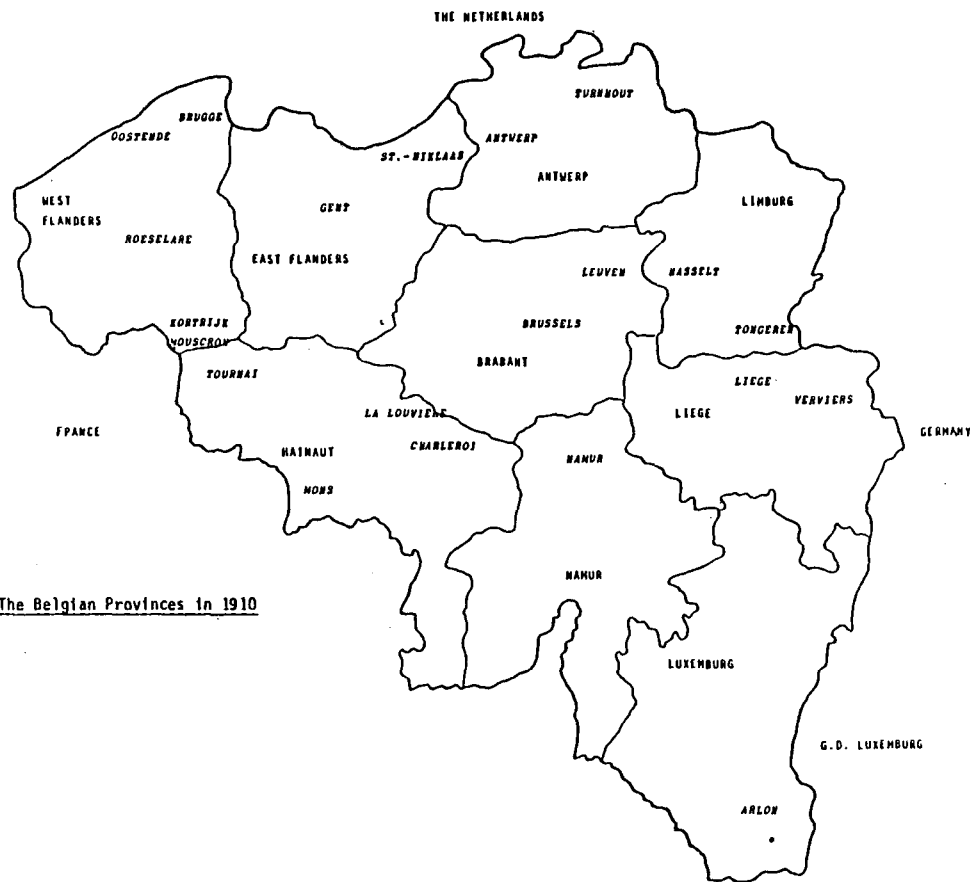 THE NETHERLANDS
TURNHOUT
BRUGGE
OOSTENDE
ANTWERP
ST.-NIKLAAS
ANTWERP
WEST
FLANDERS
GENT
LIMBURG
ROESELARE
EAST FLANDERS
LEUVEN
HASSELT
KORTRIJK
MOUSCRON
BRUSSELS
TONGEREN
BRABANT
TOURNAI
LIEGE
VERVIERS
LA LOUVIERE
LIEGE
FRANCE
CHARLEROI
GERMANY
HAINAUT
NAMUR
MONS
NAMUR
The Belgian Provinces in 1910
LUXEMBURG
G.D. LUXEMBURG
ARLON